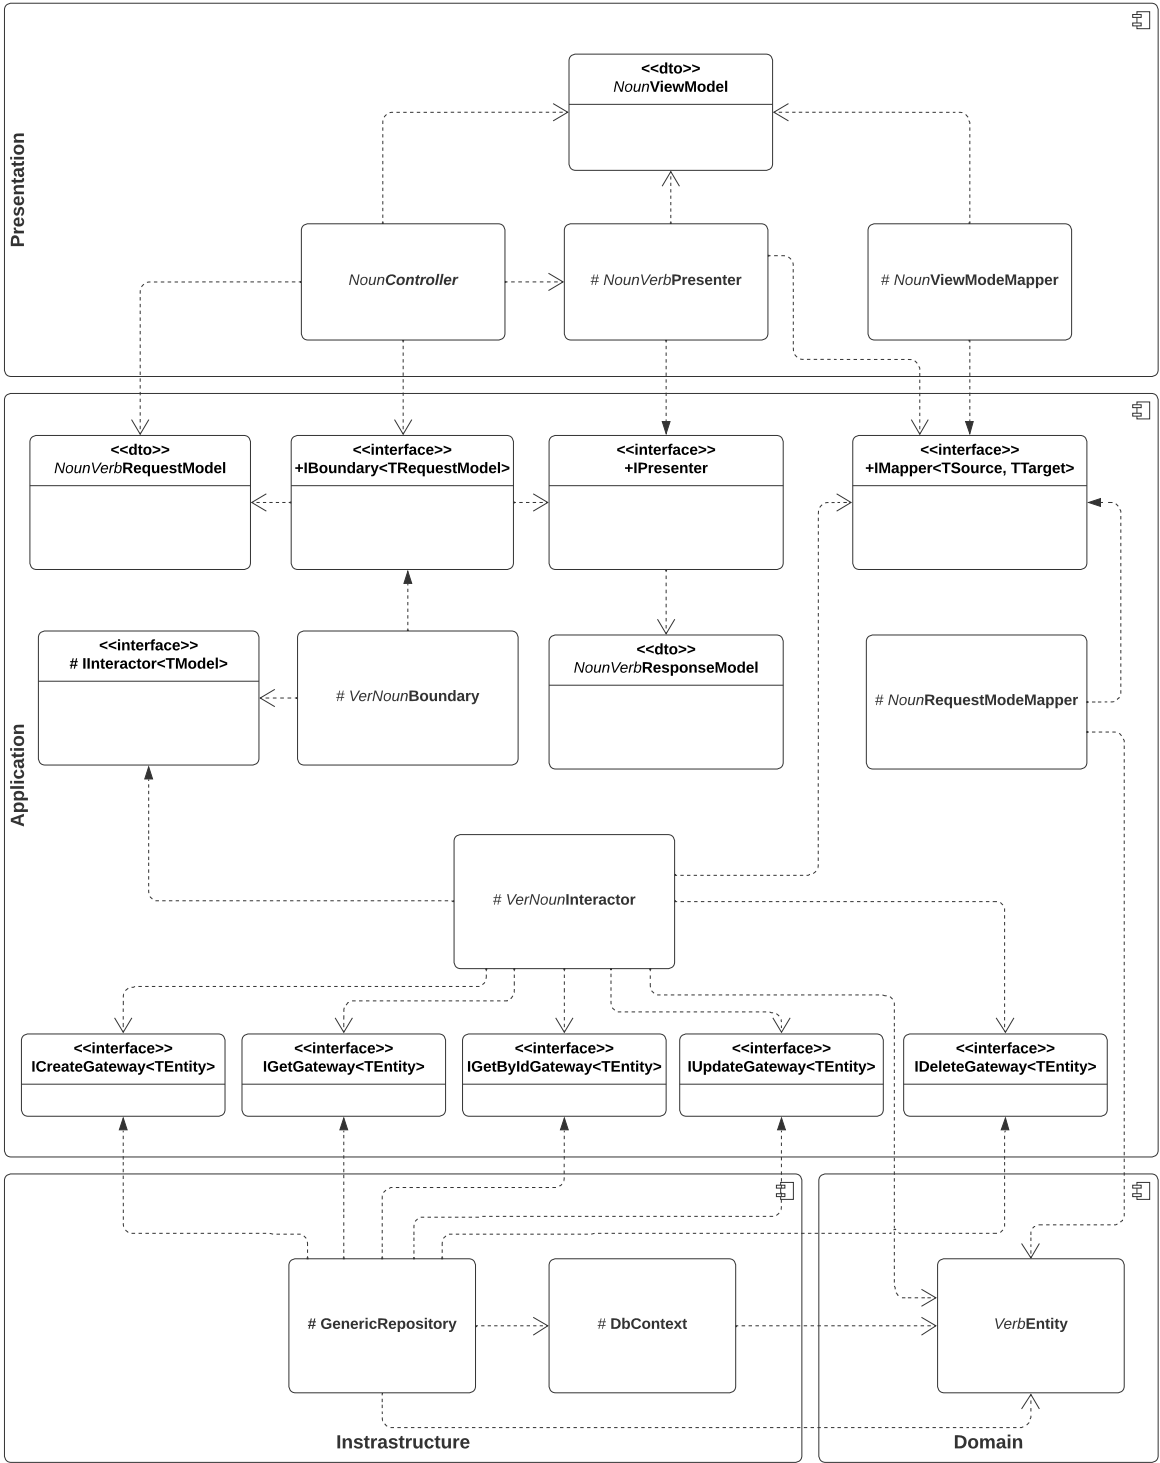 Presentation
<<dto>>
NounViewModel
NounController
# NounVerbPresenter
# NounViewModeMapper
Application
<<dto>>
NounVerbRequestModel
<<interface>>
+IBoundary<TRequestModel>
<<interface>>
+IPresenter
<<interface>>
+IMapper<TSource, TTarget>
<<interface>>
# IInteractor<TModel>
# VerNounBoundary
<<dto>>
NounVerbResponseModel
# NounRequestModeMapper
# VerNounInteractor
<<interface>>
ICreateGateway<TEntity>
<<interface>>
IGetGateway<TEntity>
<<interface>>
IGetByIdGateway<TEntity>
<<interface>>
IUpdateGateway<TEntity>
<<interface>>
IDeleteGateway<TEntity>
# GenericRepository
# DbContext
VerbEntity
Instrastructure
Domain